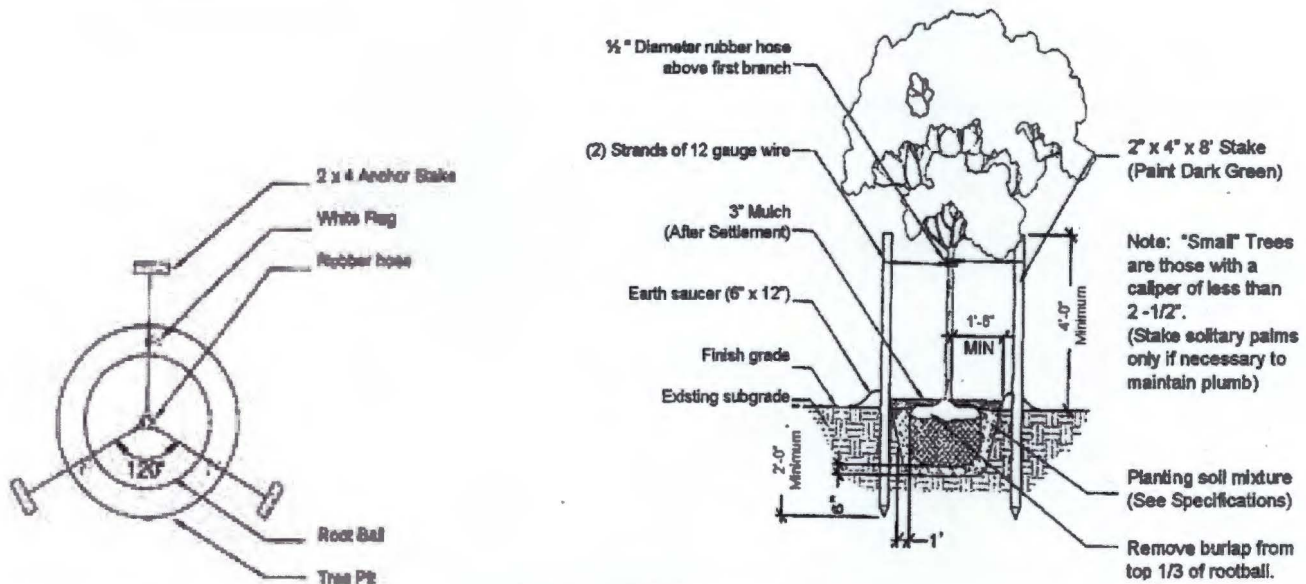 2 x 4 Anchor Stake
White Flag
Rubber hose
120°
Root Ball
Tree Pit
½" Diameter rubber hose
above first branch
(2) Strands of 12 gauge wire
3" Mulch
(After Settlement)
Earth saucer (6" x 12")
Finish grade
Existing subgrade
2'-0"
Minimum
6"
1'
1'-6"
MIN
4'-0"
Minimum
2" x 4" x 8' Stake
(Paint Dark Green)
Note: "Small" Trees
are those with a
caliper of less than
2 -1/2".
(Stake solitary palms
only if necessary to
maintain plumb)
Planting soil mixture
(See Specifications)
Remove burlap from
top 1/3 of rootball.